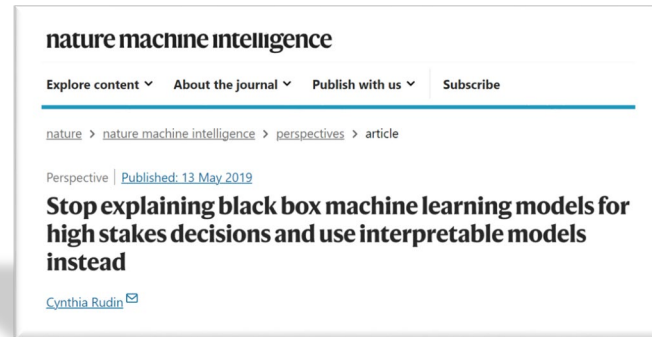 nature machine intelligence
Explore content About the journal Publish with us Subscribe
nature > nature machine intelligence > perspectives > article
Perspective | Published: 13 May 2019
Stop explaining black box machine learning models for
high stakes decisions and use interpretable models
instead
Cynthia Rudin